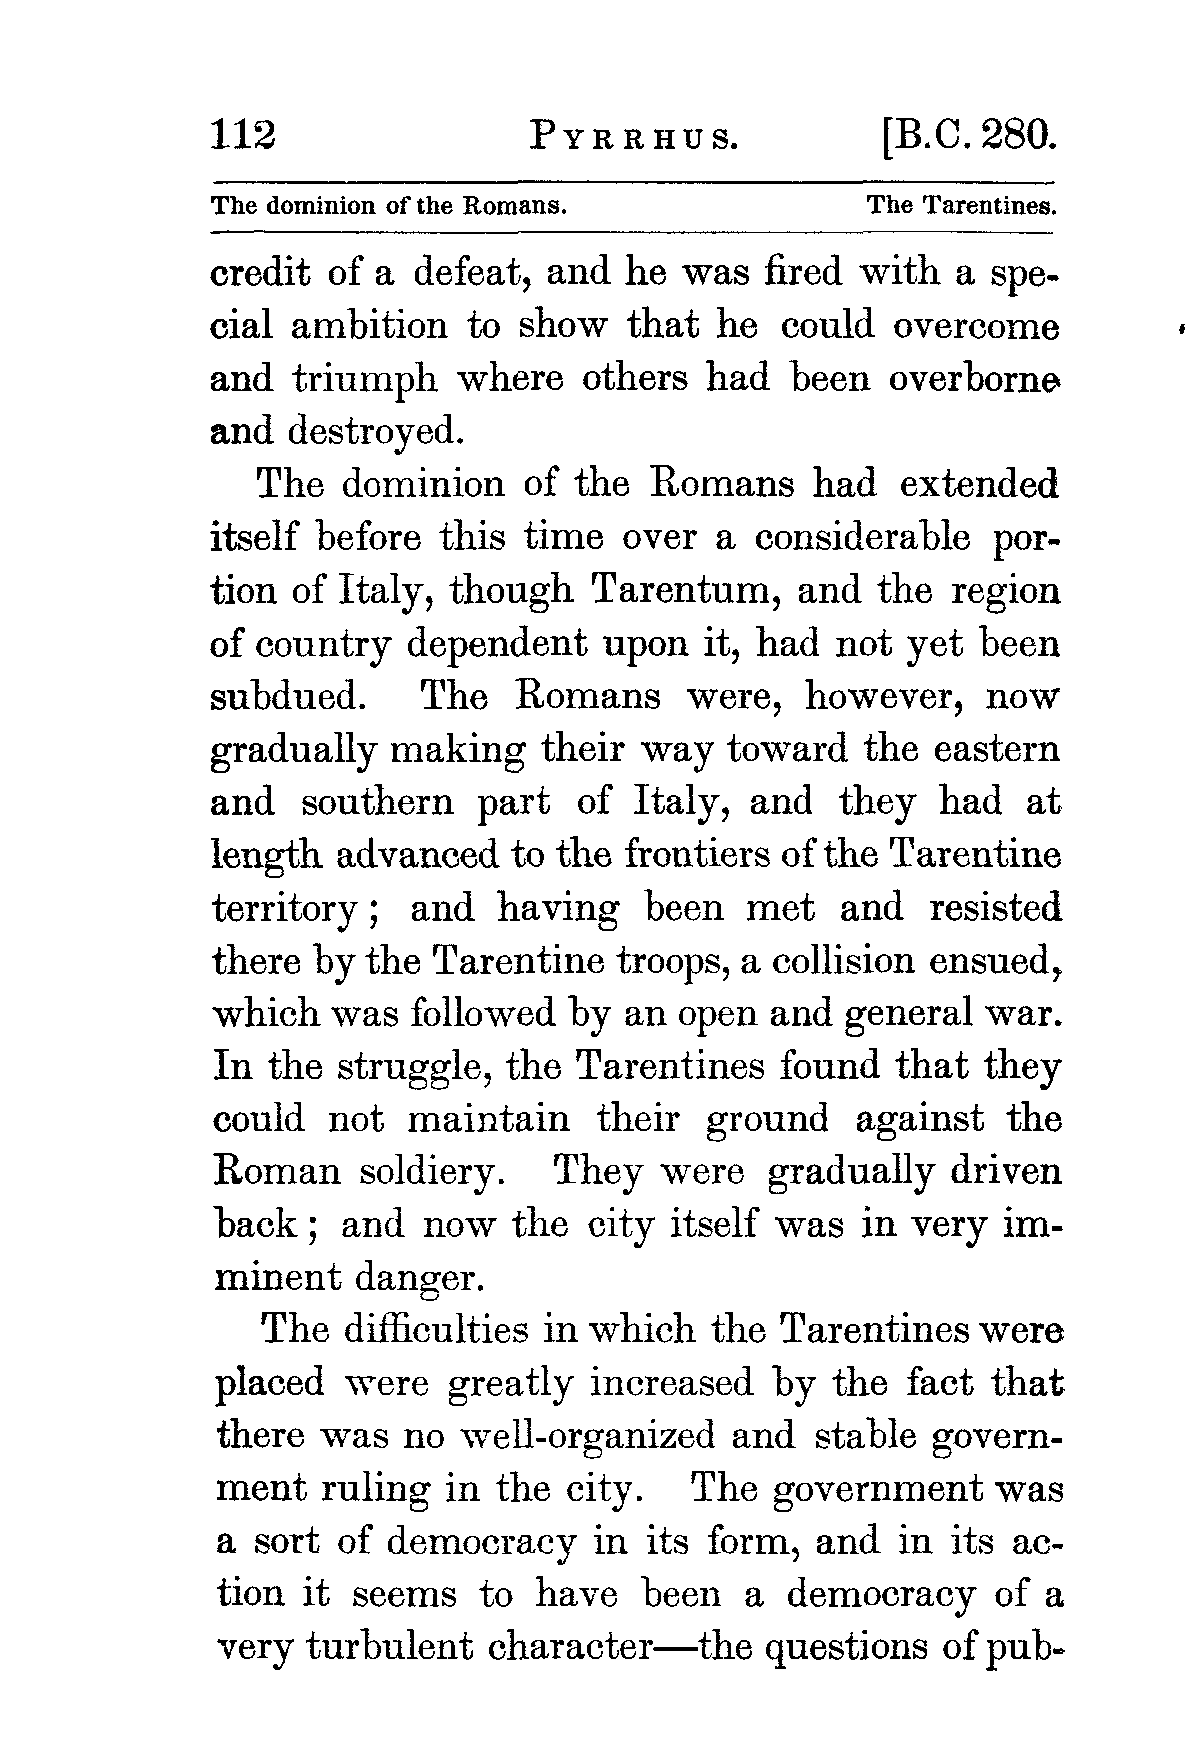 112 PYRRHUS. [B.C. 280.
The dominion of the Romans. The Tarentines.
credit of a defeat, and he was fired with a spe-
cial ambition to show that he could overcome
and triumph where others had been overborne
and destroyed.
The dominion of the Romans had extended
itself before this time over a considerable por-
tion of Italy, though Tarentum, and the region
of country dependent upon it, had not yet been
subdued. The Romans were, however, now
gradually making their way toward the eastern
and southern part of Italy, and they had at
length advanced to the frontiers of the Tarentine
territory; and having been met and resisted
there by the Tarentine troops, a collision ensued,
which was followed by an open and general war.
In the struggle, the Tarentines found that they
could not maintain their ground against the
Roman soldiery. They were gradually driven
back; and now the city itself was in very im-
minent danger.
The difficulties in which the Tarentines were
placed were greatly increased by the fact that
there was no well-organized and stable govern-
ment ruling in the city. The government was
a sort of democracy in its form, and in its ac-
tion it seems to have been a democracy of a
very turbulent character—the questions of pub-